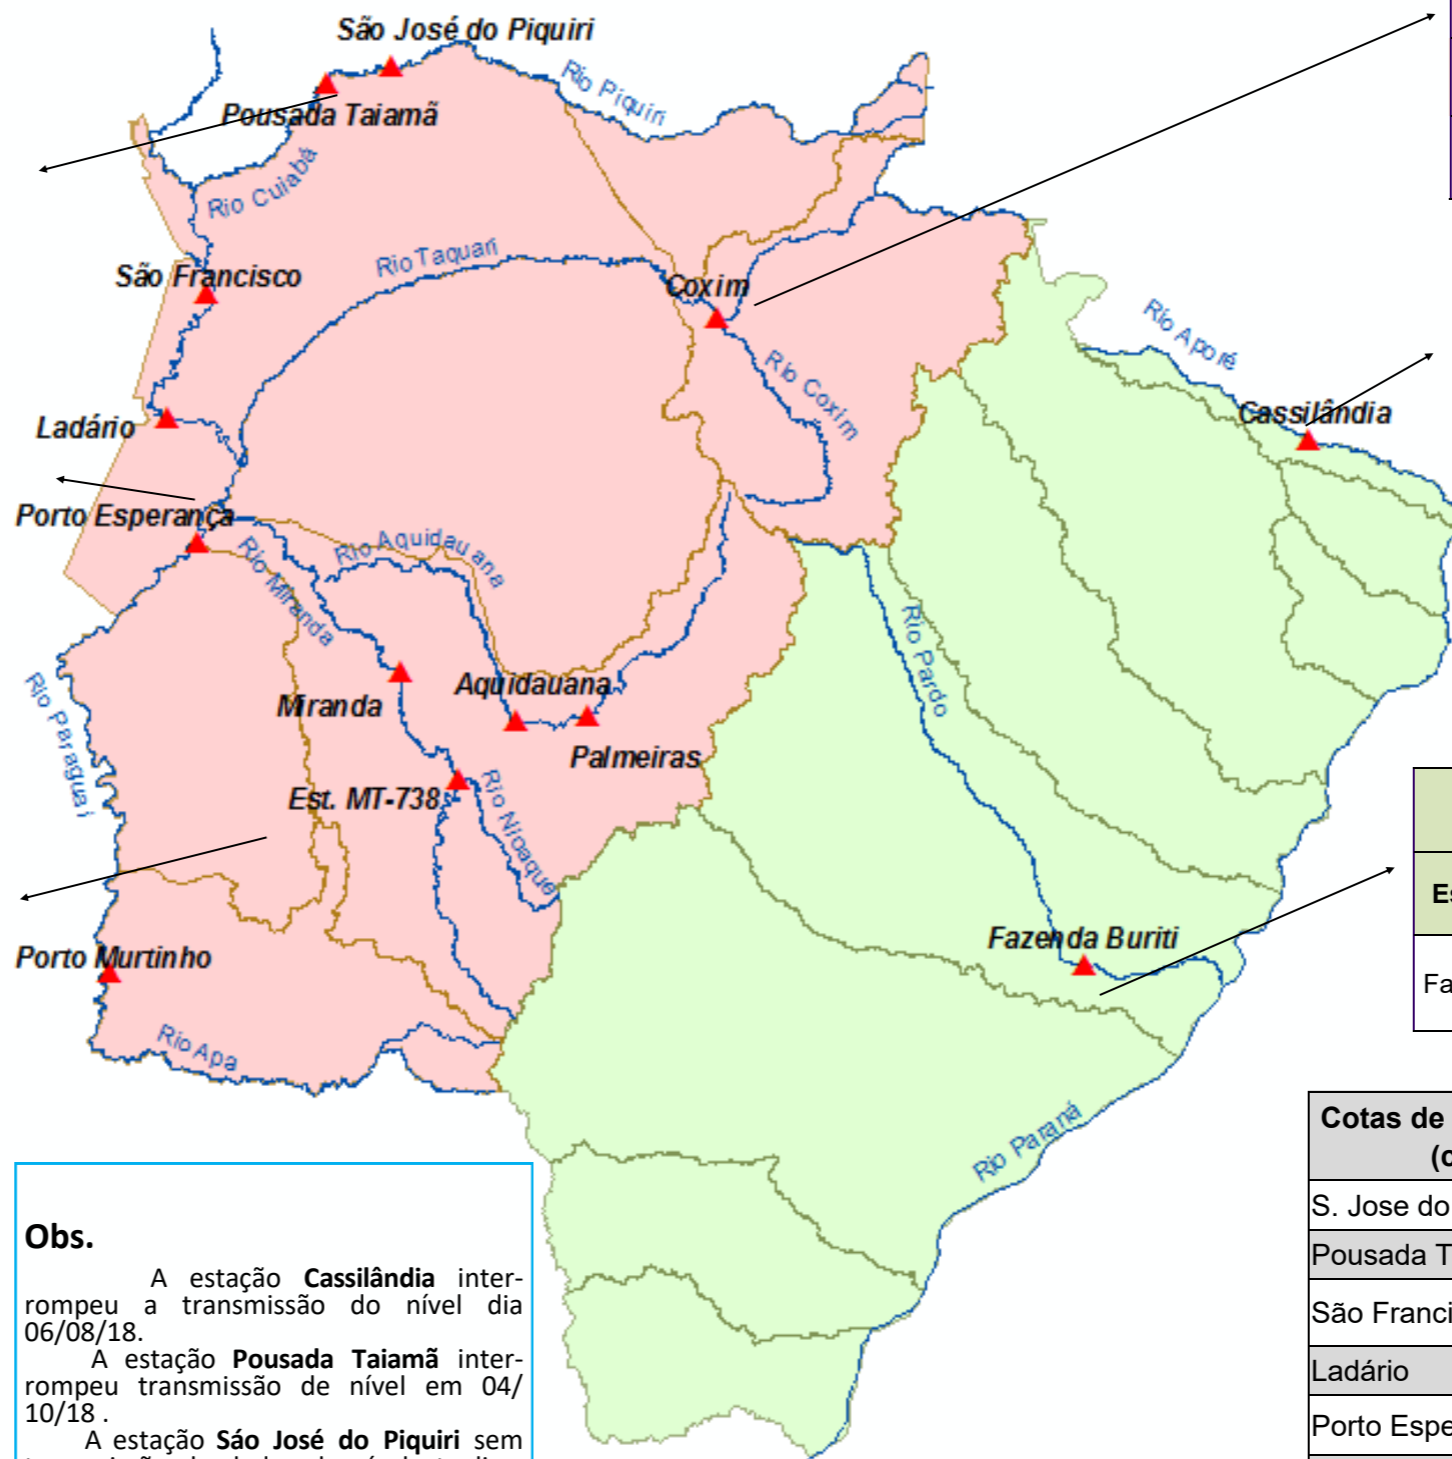 São José do Piquiri
Rio Piquiri
Pousada Taiamã
Rio Cuiabá
Rio Taquari
São Francisco
Coxim
Rio Aporé
Rio Coxim
Cassilândia
Ladário
Porto Esperança
Rio Aquidauana
Rio Miranda
Rio Pardo
Rio Paraguai
Aquidauana
Miranda
Palmeiras
Est. MT-738
Rio Nioaque
Fazenda Buriti
Porto Murtinho
Rio Apa
Rio Paraná
Es
Fa
Cotas de
(c
S. Jose do
Pousada T
São Franci
Ladário
Porto Espe
Obs.
A estação Cassilândia inter-
rompeu a transmissão do nível dia
06/08/18.
A estação Pousada Taiamã inter-
rompeu transmissão de nível em 04/
10/18 .
A estação Sáo José do Piquiri sem